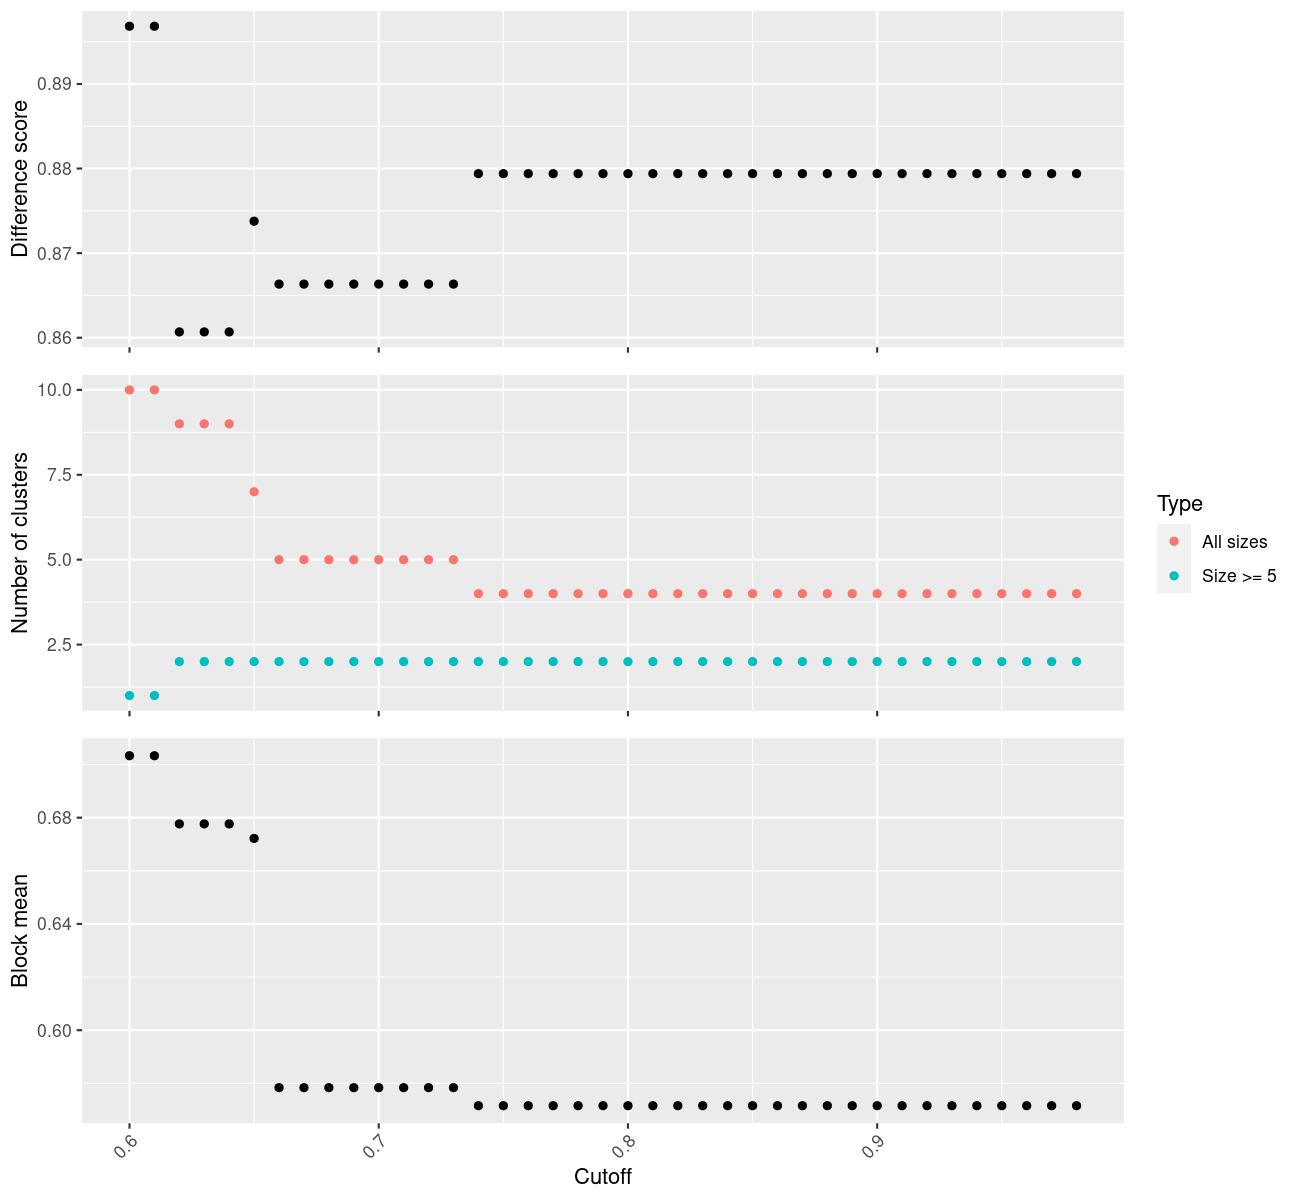 Difference score
0.89
0.88
0.87
0.86
Number of clusters
10.0
7.5
5.0
2.5
Type
All sizes
Size >= 5
Block mean
0.68
0.64
0.60
0.6
0.7
0.8
0.9
Cutoff